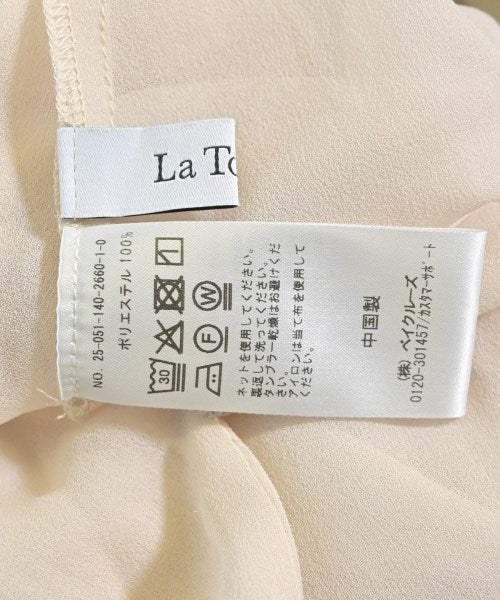 La To
NO. 25-051-140-2660-1-0
ポリエステル 100%
30
F W
ネットを使用してください。
裏返して洗ってください。
タンブラー乾燥はお避けください。
アイロンは当て布を使用して
ください。
中国製
(株) ベイクルーズ
0120-301457/カスタマーサポート